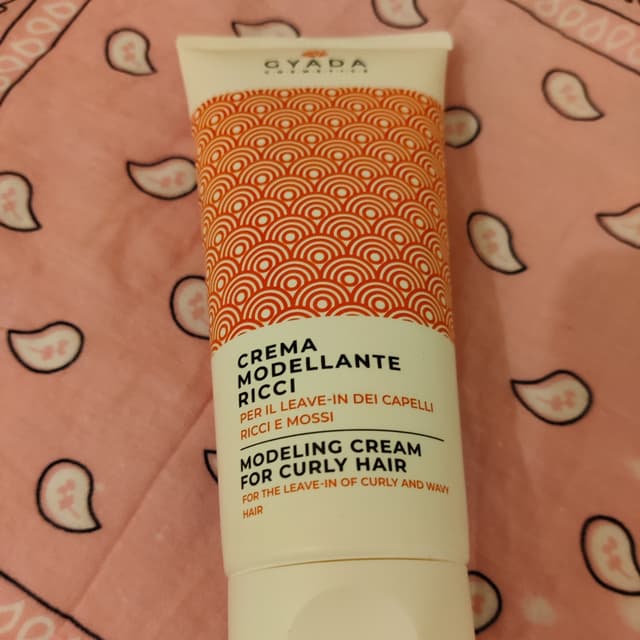 GYADA
COSMETICS
CREMA
MODELLANTE
RICCI
PER IL LEAVE-IN DEI CAPELLI
RICCI E MOSSI
MODELING CREAM
FOR CURLY HAIR
FOR THE LEAVE-IN OF CURLY AND WAVY
HAIR